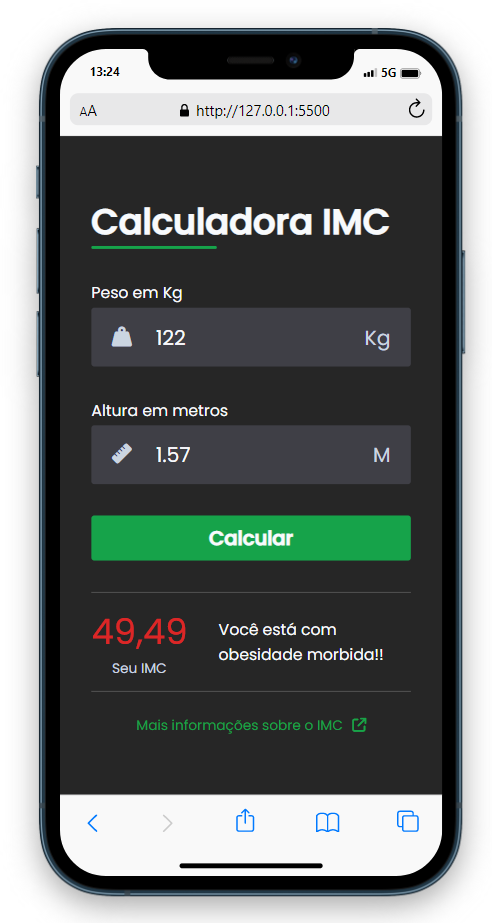 13:24
5G
AA
http://127.0.0.1:5500
Calculadora IMC
Peso em Kg
122
Kg
Altura em metros
1.57
M
Calcular
49,49
Seu IMC
Você está com
obesidade morbida!!
Mais informações sobre o IMC